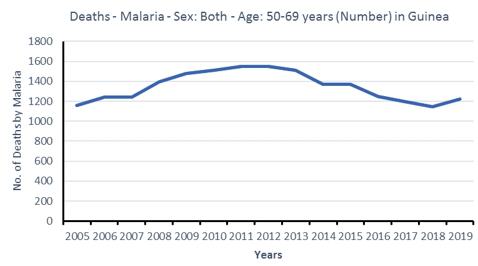 Deaths - Malaria - Sex: Both - Age: 50-69 years (Number) in Guinea
1800
1600
1400
1200
1000
800
600
400
200
0
No. of Deaths by Malaria
2005 2006 2007 2008 2009 2010 2011 2012 2013 2014 2015 2016 2017 2018 2019
Years